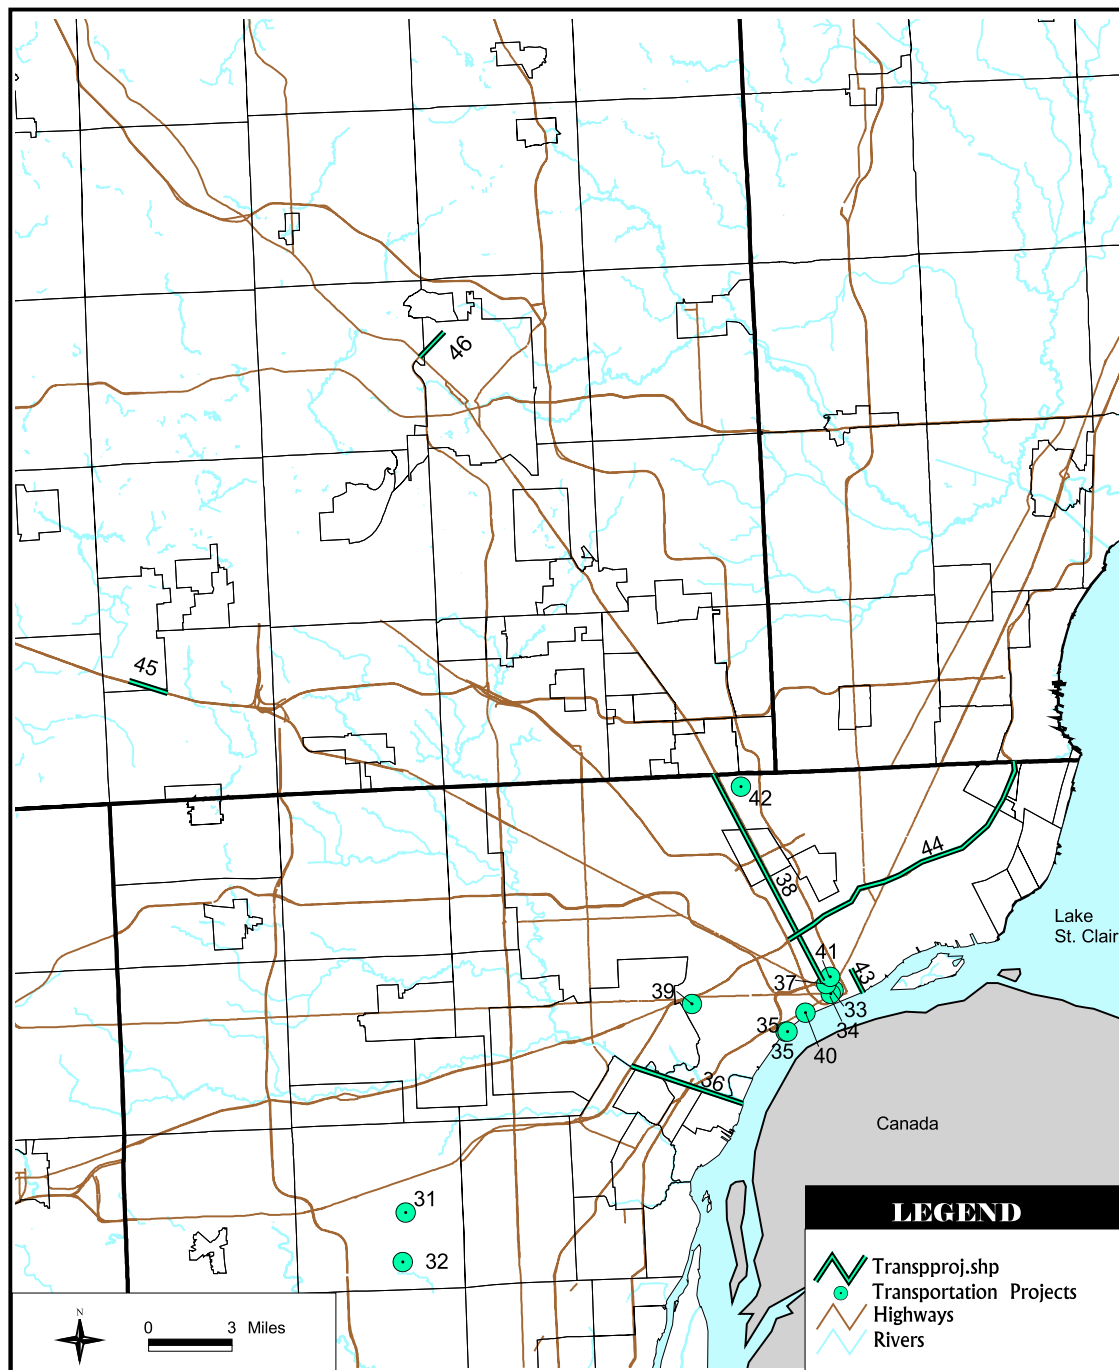 46
45
42
44
38
Lake
St. Clair
41
43
37
39
33
34
35
35
40
36
Canada
31
32
LEGEND
Transpproj.shp
Transportation Projects
Highways
Rivers
N
0 3 Miles